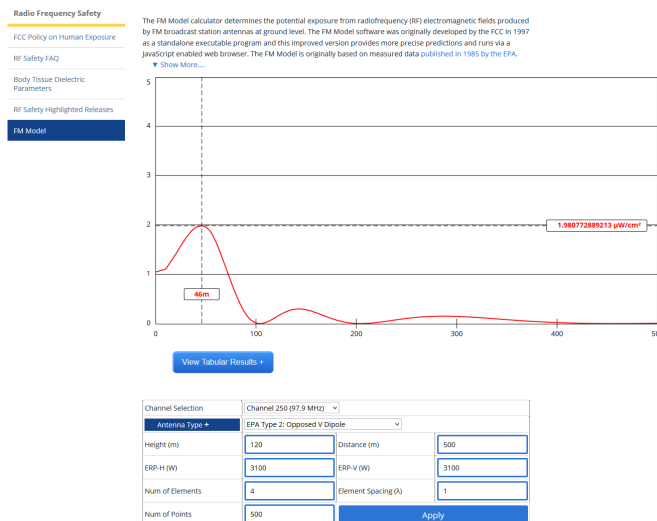 Radio Frequency Safety
FCC Policy on Human Exposure
RF Safety FAQ
Body Tissue Dielectric
Parameters
RF Safety Highlighted Releases
FM Model
The FM Model calculator determines the potential exposure from radiofrequency (RF) electromagnetic fields produced
by FM broadcast station antennas at ground level. The FM Model software was originally developed by the FCC in 1997
as a standalone executable program and this improved version provides more precise predictions and runs via a
JavaScript enabled web browser. The FM Model is originally based on measured data published in 1985 by the EPA.
▼ Show More....
5
4
3
2
1.980772889213 µW/cm²
1
46m
0
0 100 200 300 400 50
View Tabular Results +
Channel Selection Channel 250 (97.9 MHz)
Antenna Type + EPA Type 2: Opposed V Dipole
Height (m) 120 Distance (m) 500
ERP-H (W) 3100 ERP-V (W) 3100
Num of Elements 4 Element Spacing (λ) 1
Num of Points 500 Apply